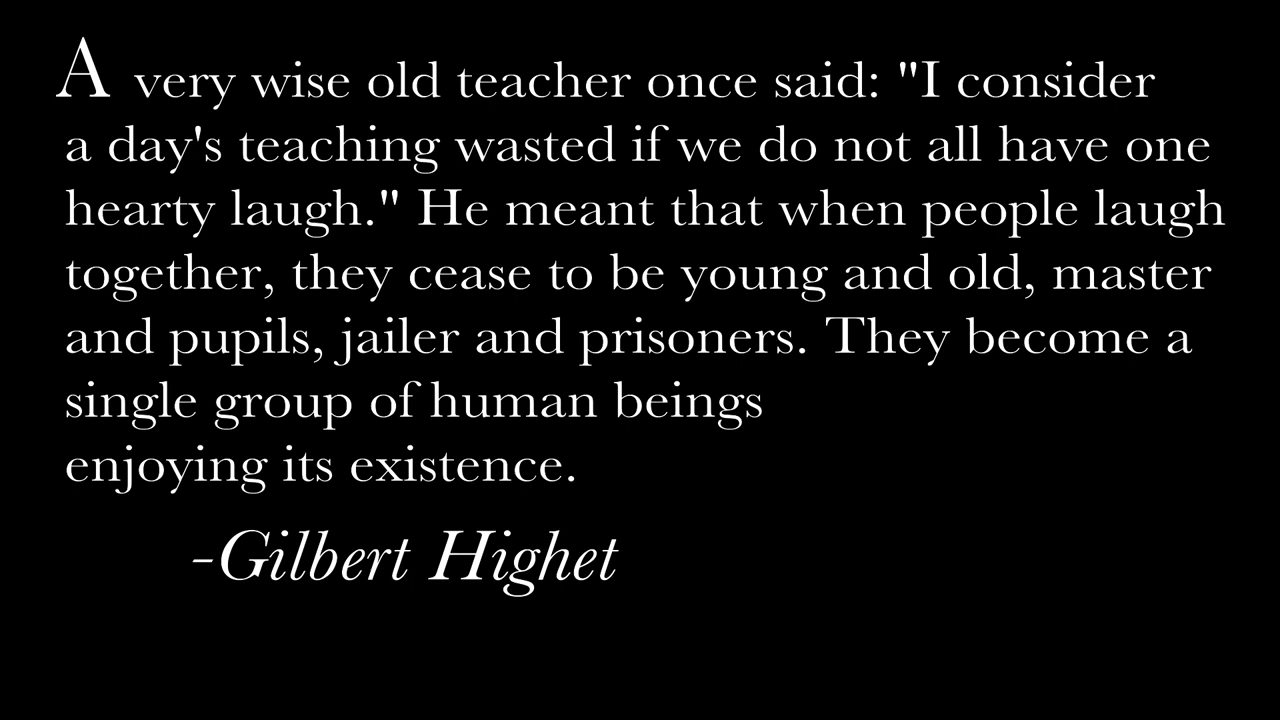 A very wise old teacher once said: "I consider
a day's teaching wasted if we do not all have one
hearty laugh." He meant that when people laugh
together, they cease to be young and old, master
and pupils, jailer and prisoners. They become a
single group of human beings
enjoying its existence.
-Gilbert Highet